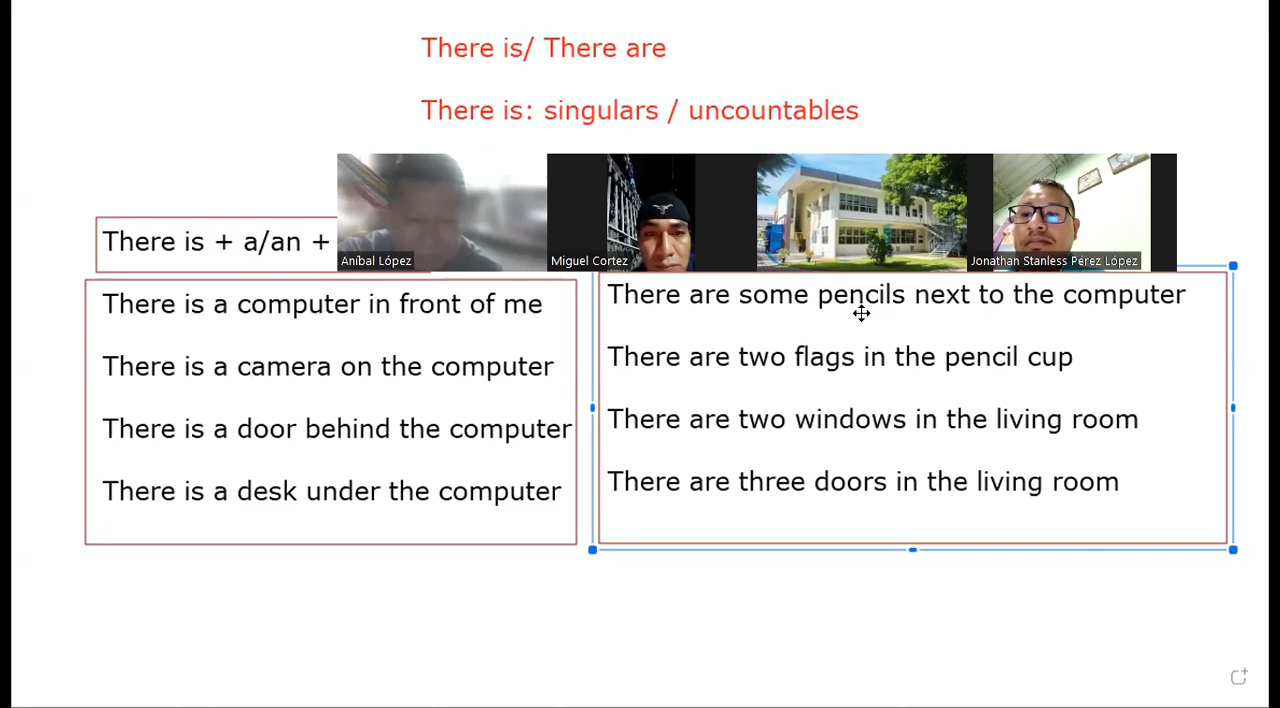 There is/ There are
There is: singulars / uncountables
There is + a/an +
Aníbal López
Miguel Cortez
Jonathan Stanless Pérez López
There is a computer in front of me
There is a camera on the computer
There is a door behind the computer
There is a desk under the computer
There are some pencils next to the computer
There are two flags in the pencil cup
There are two windows in the living room
There are three doors in the living room